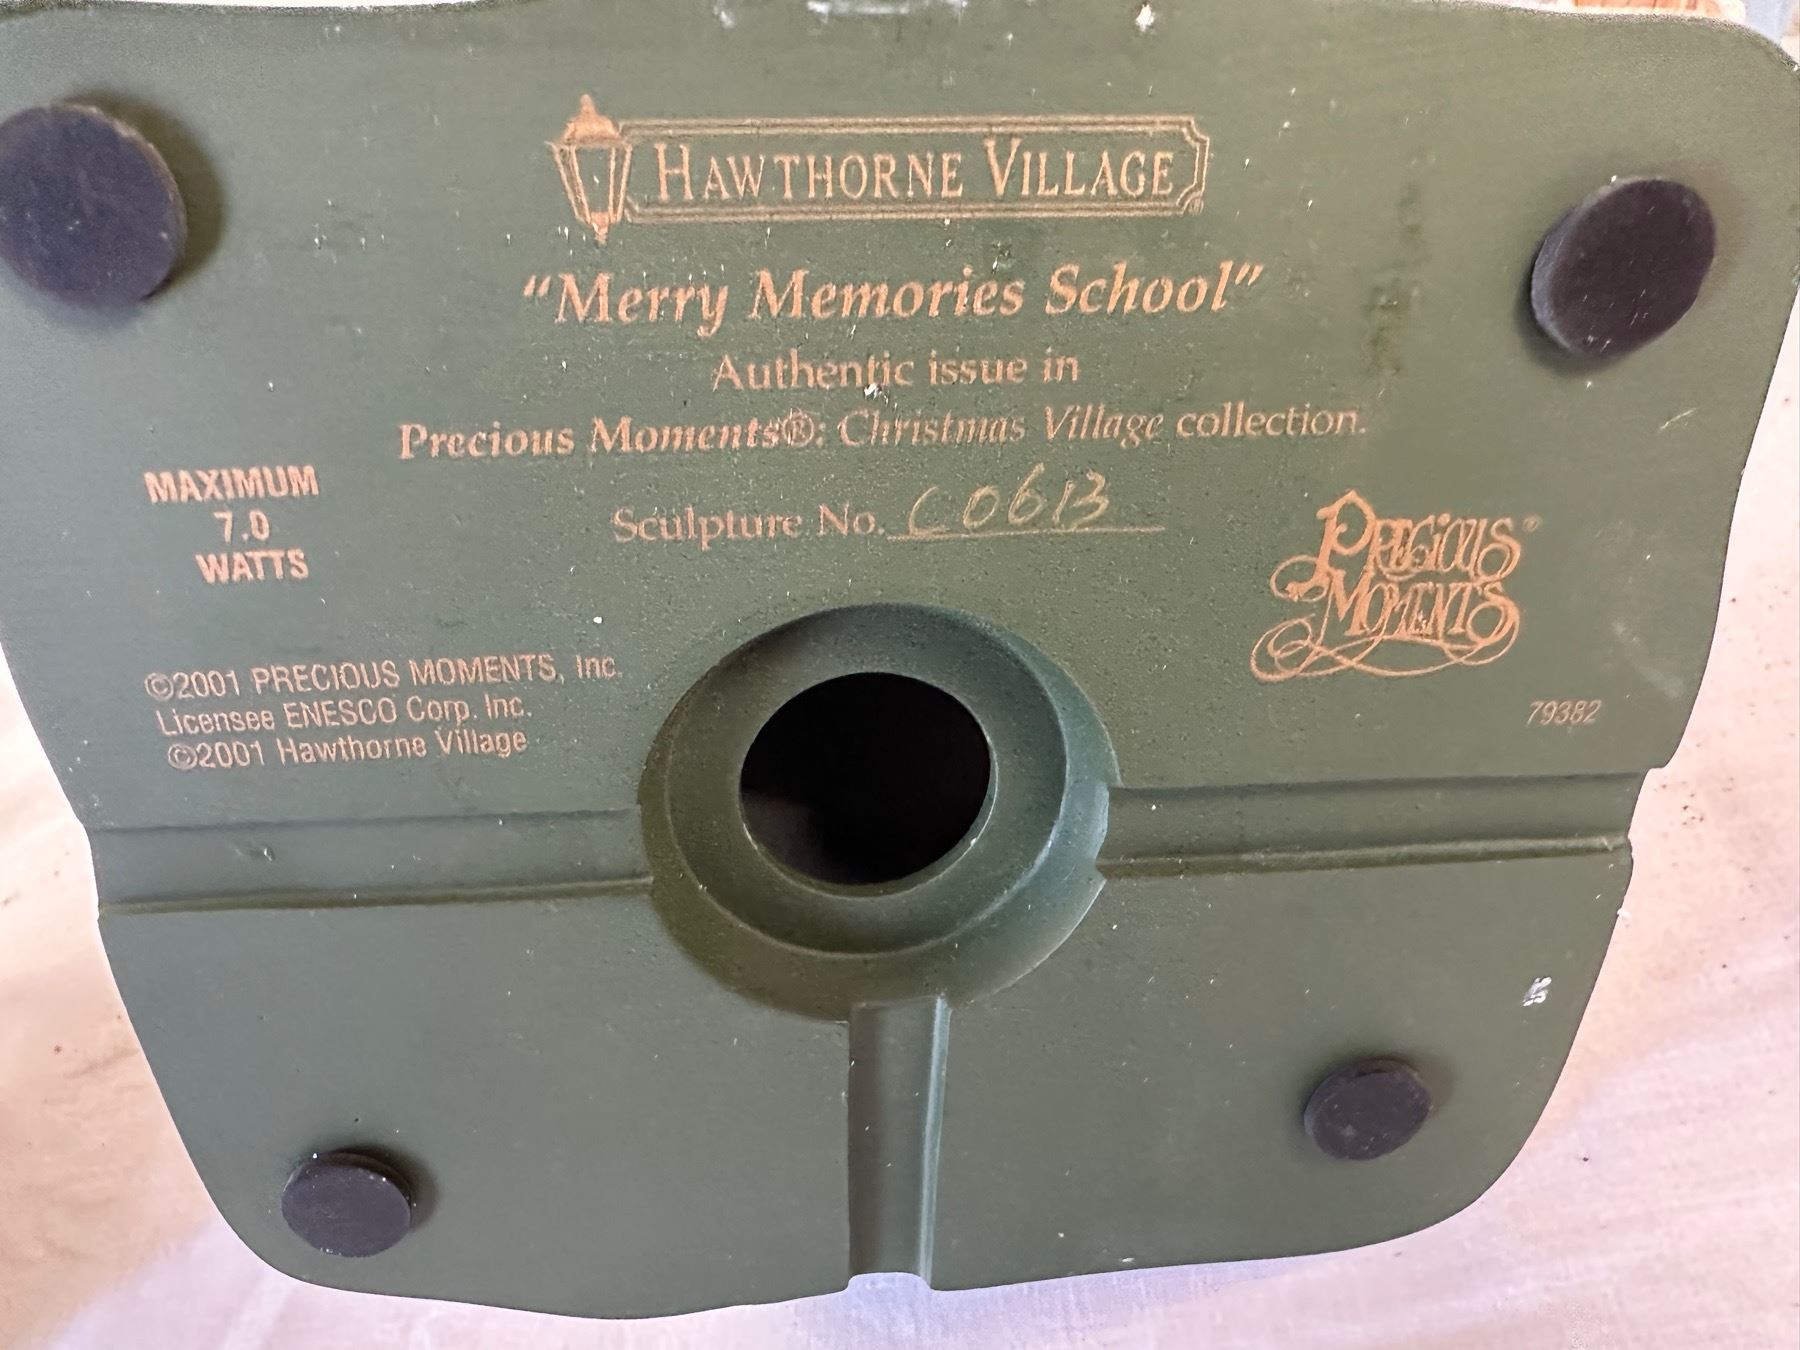 HAWTHORNE VILLAGE®
"Merry Memories School"
Authentic issue in
Precious Moments®: Christmas Village collection.
Sculpture No. C0613
MAXIMUM
7.0
WATTS
PRECIOUS®
MOMENTS
79382
©2001 PRECIOUS MOMENTS, Inc.
Licensee ENESCO Corp. Inc.
©2001 Hawthorne Village